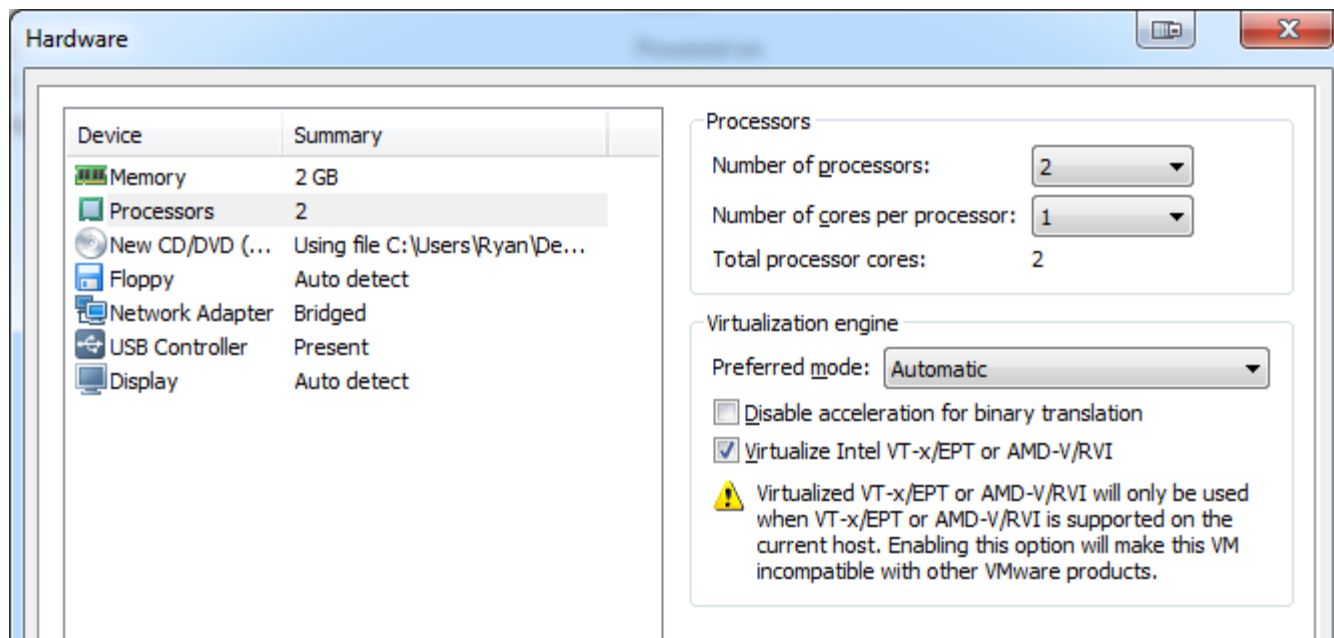 Hardware
Device Summary
Memory 2 GB
Processors 2
New CD/DVD (... Using file C:\Users\Ryan\De...
Floppy Auto detect
Network Adapter Bridged
USB Controller Present
Display Auto detect
Processors
Number of processors: 2
Number of cores per processor: 1
Total processor cores: 2
Virtualization engine
Preferred mode: Automatic
Disable acceleration for binary translation
Virtualize Intel VT-x/EPT or AMD-V/RVI
Virtualized VT-x/EPT or AMD-V/RVI will only be used
when VT-x/EPT or AMD-V/RVI is supported on the
current host. Enabling this option will make this VM
incompatible with other VMware products.